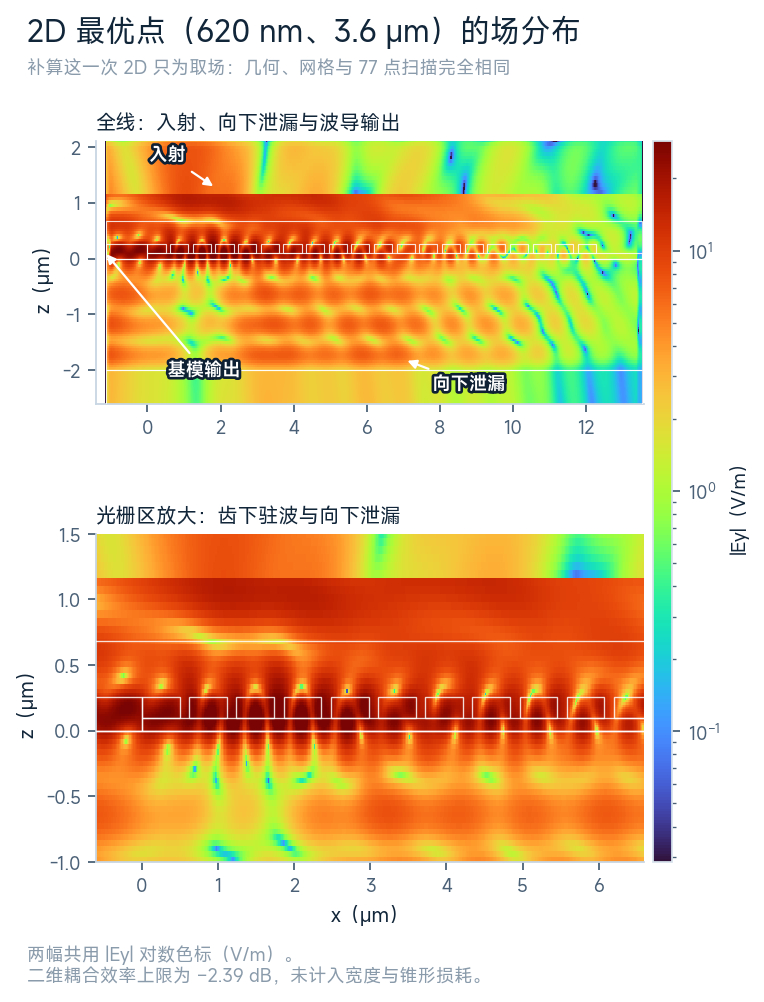 2D 最优点（620 nm、3.6 μm）的场分布
补算这一次 2D 只为取场：几何、网格与 77 点扫描完全相同
全线：入射、向下泄漏与波导输出
入射
基模输出
向下泄漏
z（μm）
2
1
0
−1
−2
0 2 4 6 8 10 12
光栅区放大：齿下驻波与向下泄漏
z（μm）
1.5
1.0
0.5
0.0
−0.5
−1.0
0 1 2 3 4 5 6
x（μm）
10¹
10⁰
10⁻¹
|Ey|（V/m）
两幅共用 |Ey| 对数色标（V/m）。
二维耦合效率上限为 −2.39 dB，未计入宽度与锥形损耗。